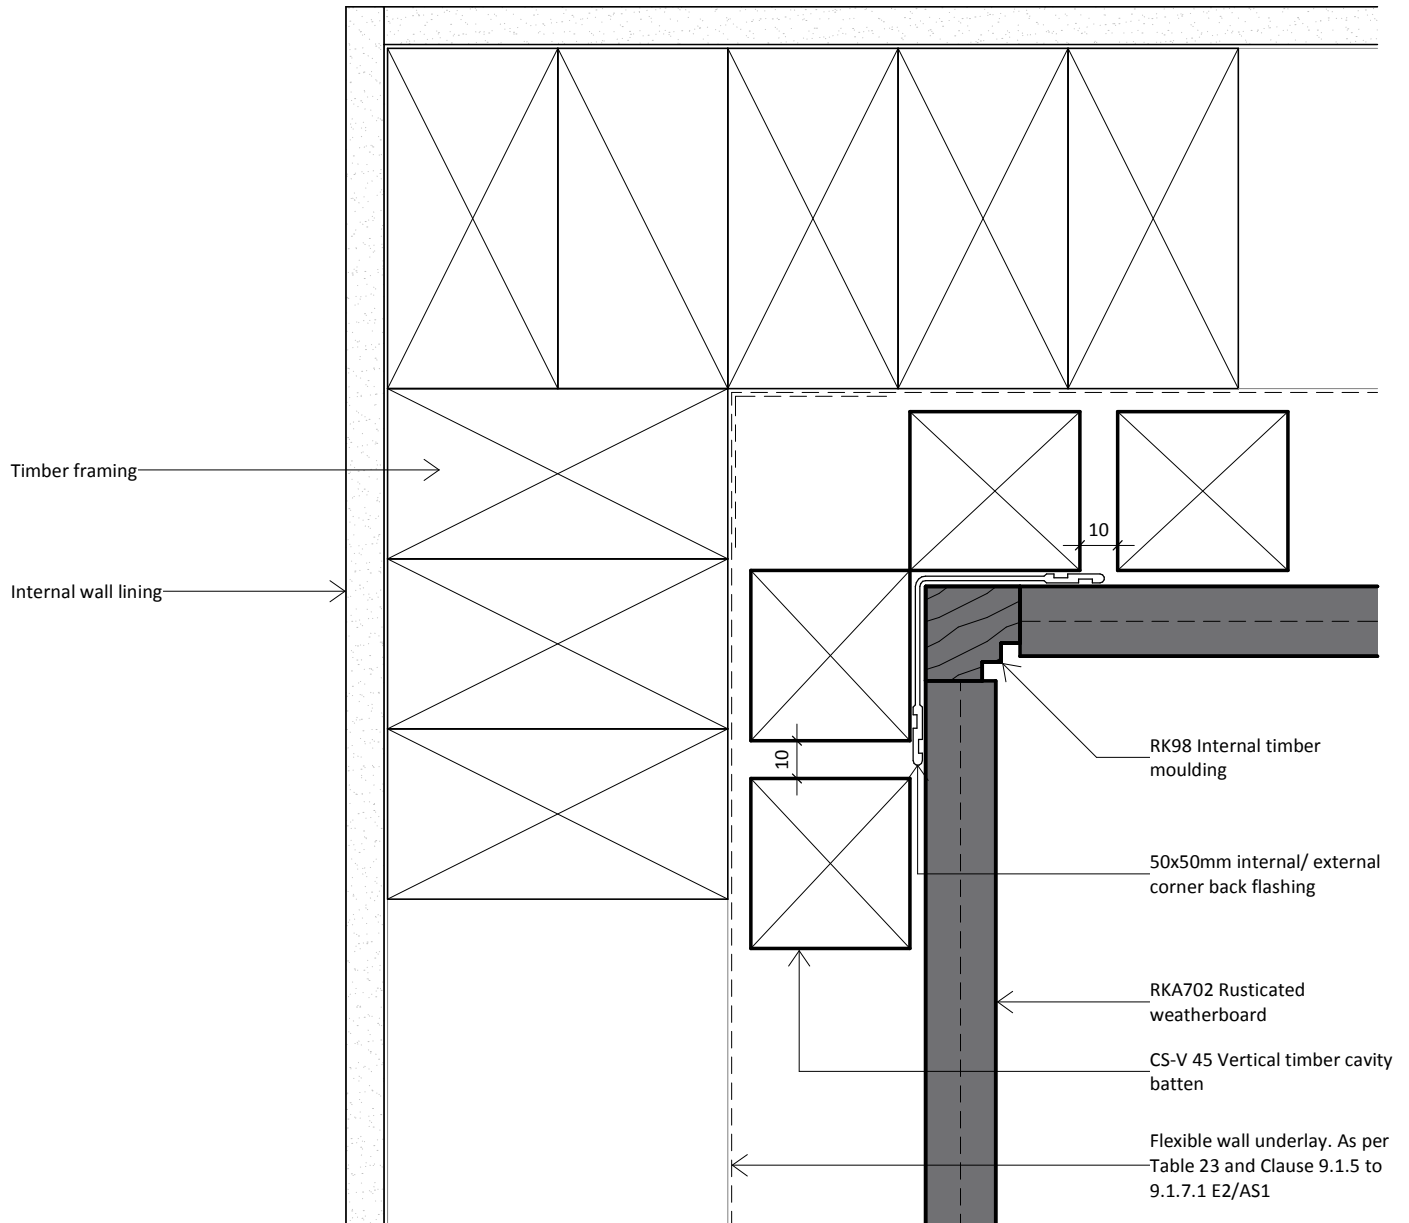 Timber framing
Internal wall lining
10
10
RK98 Internal timber
moulding
50x50mm internal/ external
corner back flashing
RKA702 Rusticated
weatherboard
CS-V 45 Vertical timber cavity
batten
Flexible wall underlay. As per
Table 23 and Clause 9.1.5 to
9.1.7.1 E2/AS1